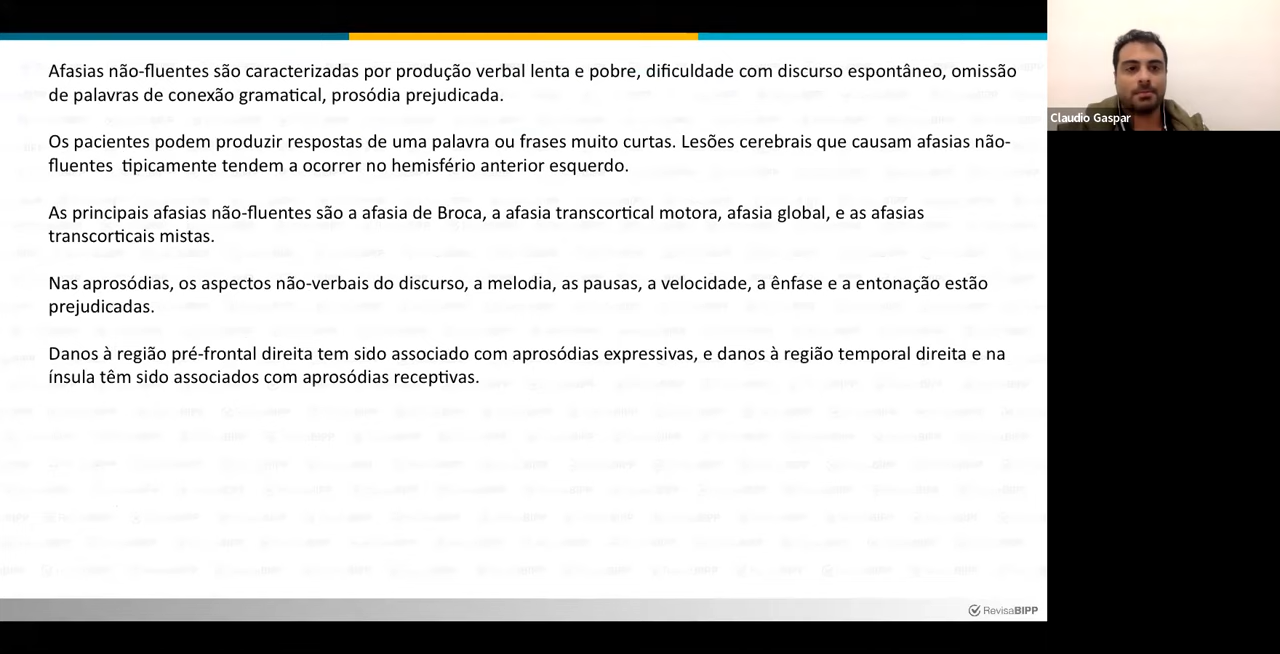 Afasias não-fluentes são caracterizadas por produção verbal lenta e pobre, dificuldade com discurso espontâneo, omissão
de palavras de conexão gramatical, prosódia prejudicada.
Os pacientes podem produzir respostas de uma palavra ou frases muito curtas. Lesões cerebrais que causam afasias não-
fluentes tipicamente tendem a ocorrer no hemisfério anterior esquerdo.
As principais afasias não-fluentes são a afasia de Broca, a afasia transcortical motora, afasia global, e as afasias
transcorticais mistas.
Nas aprosódias, os aspectos não-verbais do discurso, a melodia, as pausas, a velocidade, a ênfase e a entonação estão
prejudicadas.
Danos à região pré-frontal direita tem sido associado com aprosódias expressivas, e danos à região temporal direita e na
ínsula têm sido associados com aprosódias receptivas.
RevisaBIPP
Claudio Gaspar